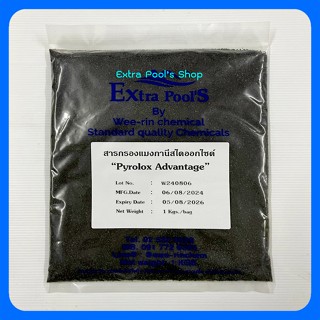 Extra Pool's Shop
Extra Pool'S
By
Wee-rin chemical
Standard quality Chemicals
สารกรองแมงกานีสไดออกไซด์
"Pyrolox Advantage"
Lot No. : W240806
MFG.Date : 06/08/2024
Expiry Date : 05/08/2026
Net Weight : 1 Kgs./bag